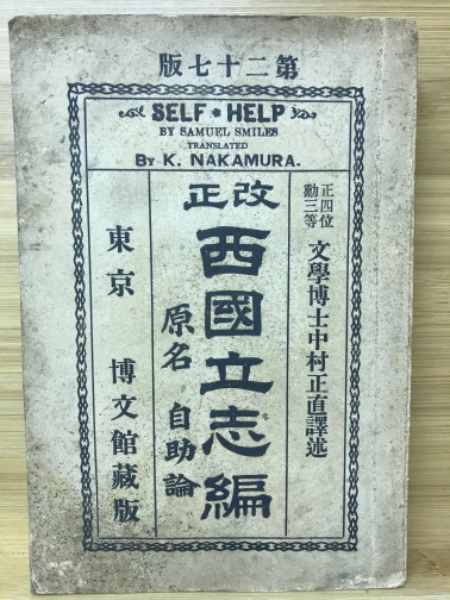 第二十七版
SELF HELP
BY SAMUEL SMILES
TRANSLATED
BY K. NAKAMURA.
正四位
勳三等
文學博士中村正直譯述
改正
西國立志編
原名 自助論
東京 博文館藏版